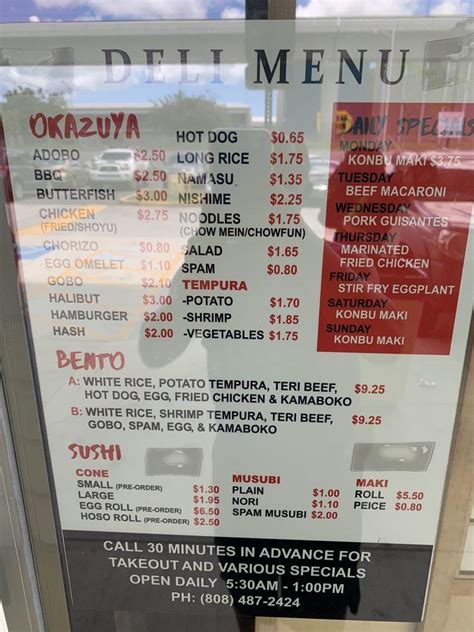 DELI MENU
OKAZUYA
ADOBO $2.50
BBQ $2.50
BUTTERFISH $3.00
CHICKEN $2.75
(FRIED/SHOYU)
CHORIZO $0.80
EGG OMELET $1.10
GOBO $2.10
HALIBUT $3.00
HAMBURGER $2.00
HASH $2.00
HOT DOG $0.65
LONG RICE $1.75
NAMASU $1.35
NISHIME $2.25
NOODLES $1.75
(CHOW MEIN/CHOWFUN)
SALAD $1.65
SPAM $0.80
TEMPURA
-POTATO $1.70
-SHRIMP $1.85
-VEGETABLES $1.75
DAILY SPECIALS
MONDAY
KONBU MAKI $3.75
TUESDAY
BEEF MACARONI
WEDNESDAY
PORK GUISANTES
THURSDAY
MARINATED
FRIED CHICKEN
FRIDAY
STIR FRY EGGPLANT
SATURDAY
KONBU MAKI
SUNDAY
KONBU MAKI
BENTO
A: WHITE RICE, POTATO TEMPURA, TERI BEEF, $9.25
HOT DOG, EGG, FRIED CHICKEN & KAMABOKO
B: WHITE RICE, SHRIMP TEMPURA, TERI BEEF, $9.25
GOBO, SPAM, EGG, & KAMABOKO
SUSHI
CONE
SMALL (PRE-ORDER) $1.30
LARGE $1.95
EGG ROLL (PRE-ORDER) $6.50
HOSO ROLL (PRE-ORDER) $2.50
MUSUBI
PLAIN $1.00
NORI $1.10
SPAM MUSUBI $2.00
MAKI
ROLL $5.50
PEICE $0.80
CALL 30 MINUTES IN ADVANCE FOR
TAKEOUT AND VARIOUS SPECIALS
OPEN DAILY 5:30AM - 1:00PM
PH: (808) 487-2424